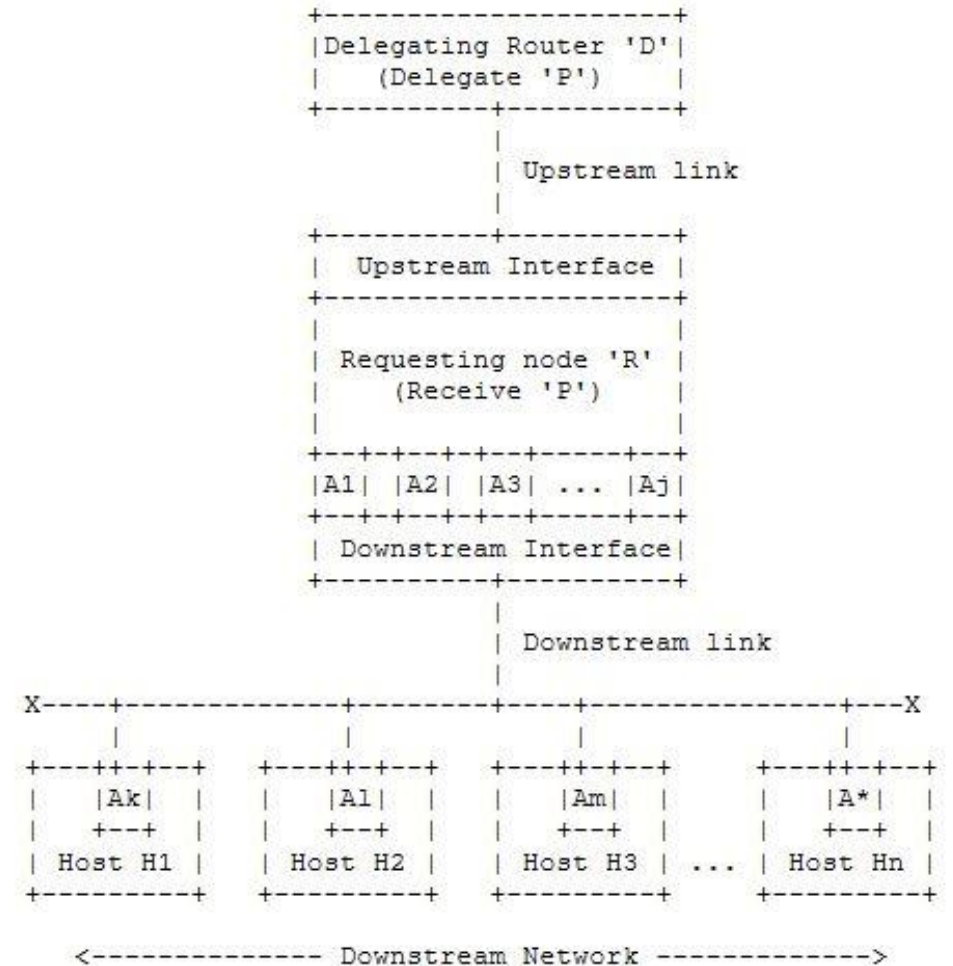 Delegating Router 'D'
(Delegate 'P')
Upstream link
Upstream Interface
Requesting node 'R'
(Receive 'P')
A1 A2 A3 ... Aj
Downstream Interface
Downstream link
X X
Ak Al Am A*
Host H1 Host H2 Host H3 ... Host Hn
<-------------- Downstream Network ------------->